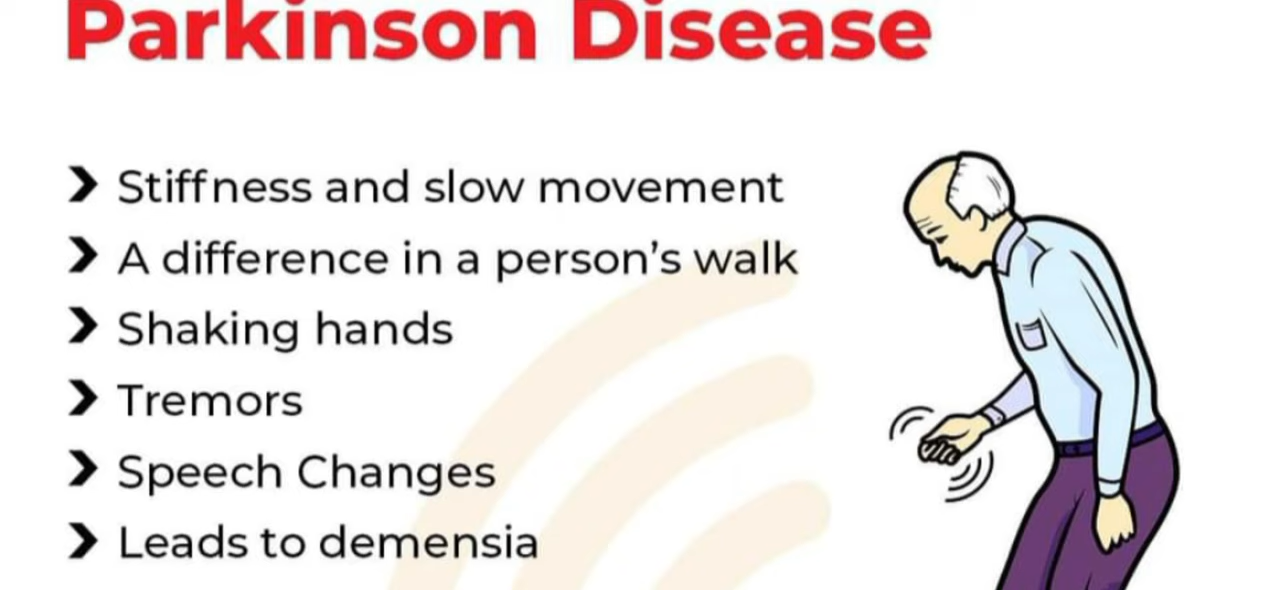 Parkinson Disease
Stiffness and slow movement
A difference in a person's walk
Shaking hands
Tremors
Speech Changes
Leads to demensia